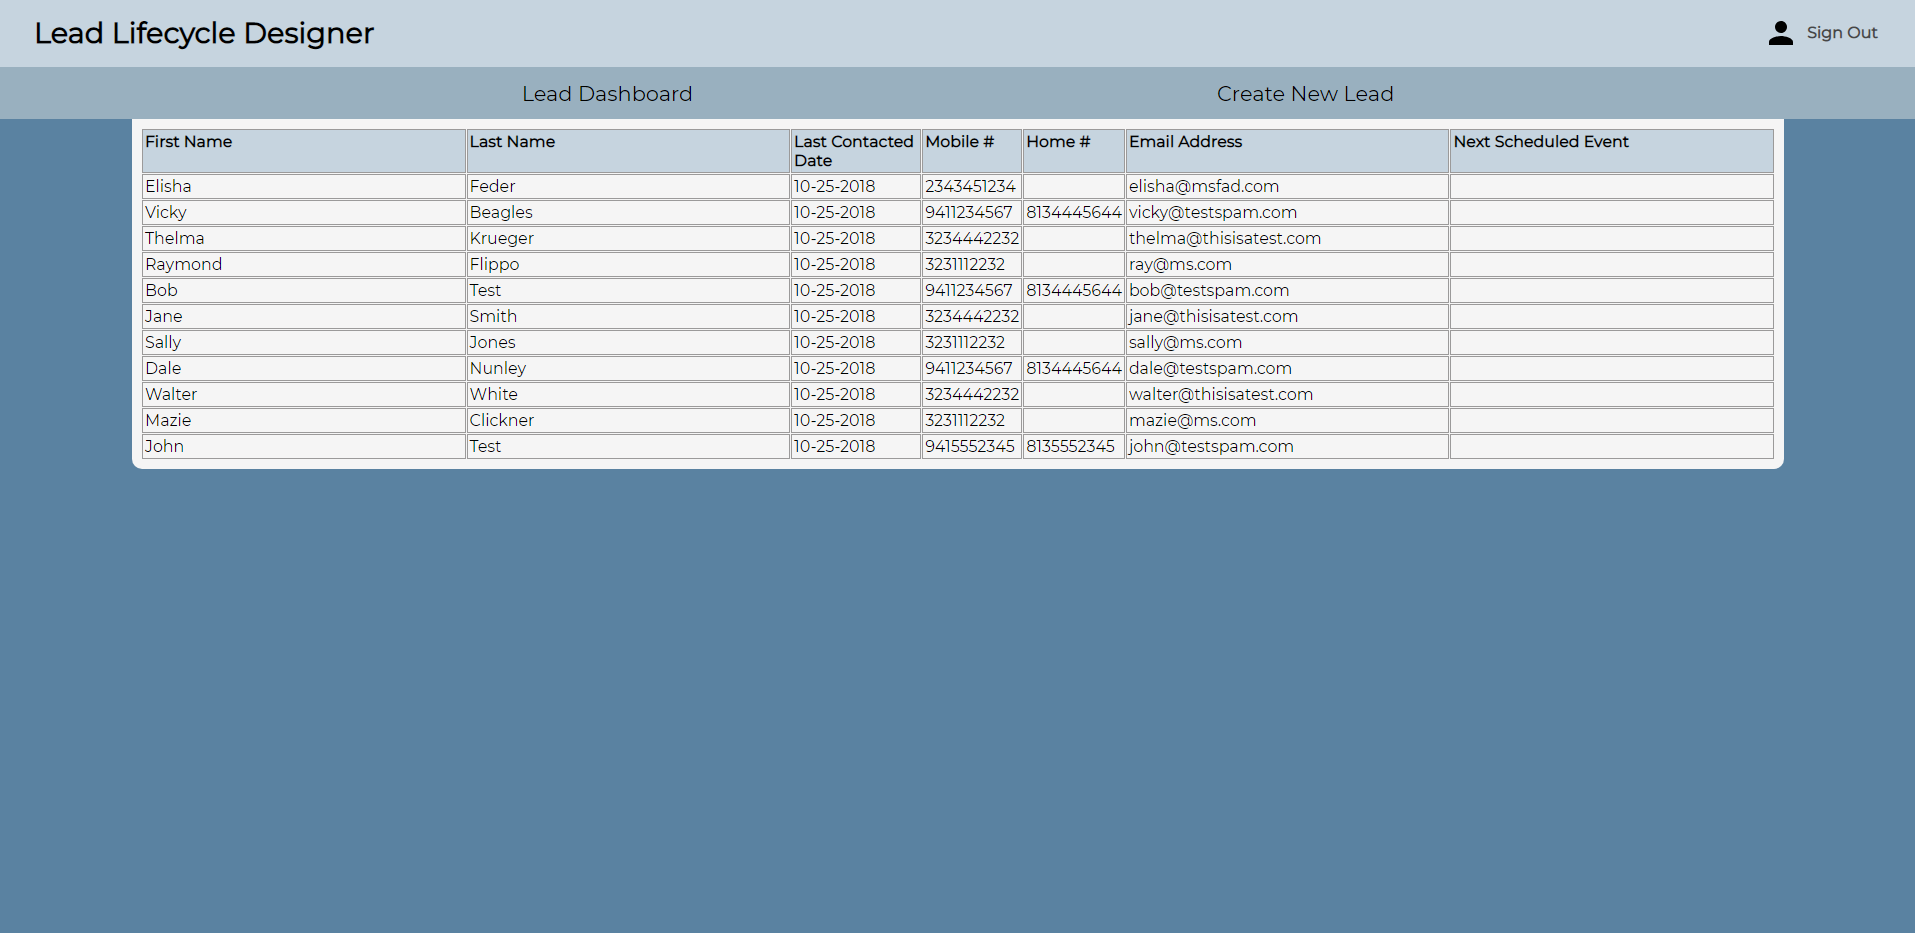 Lead Lifecycle Designer
Sign Out
Lead Dashboard Create New Lead
First Name Last Name Last Contacted Date Mobile # Home # Email Address Next Scheduled Event
Elisha Feder 10-25-2018 2343451234 elisha@msfad.com
Vicky Beagles 10-25-2018 9411234567 8134445644 vicky@testspam.com
Thelma Krueger 10-25-2018 3234442232 thelma@thisisatest.com
Raymond Flippo 10-25-2018 3231112232 ray@ms.com
Bob Test 10-25-2018 9411234567 8134445644 bob@testspam.com
Jane Smith 10-25-2018 3234442232 jane@thisisatest.com
Sally Jones 10-25-2018 3231112232 sally@ms.com
Dale Nunley 10-25-2018 9411234567 8134445644 dale@testspam.com
Walter White 10-25-2018 3234442232 walter@thisisatest.com
Mazie Clickner 10-25-2018 3231112232 mazie@ms.com
John Test 10-25-2018 9415552345 8135552345 john@testspam.com